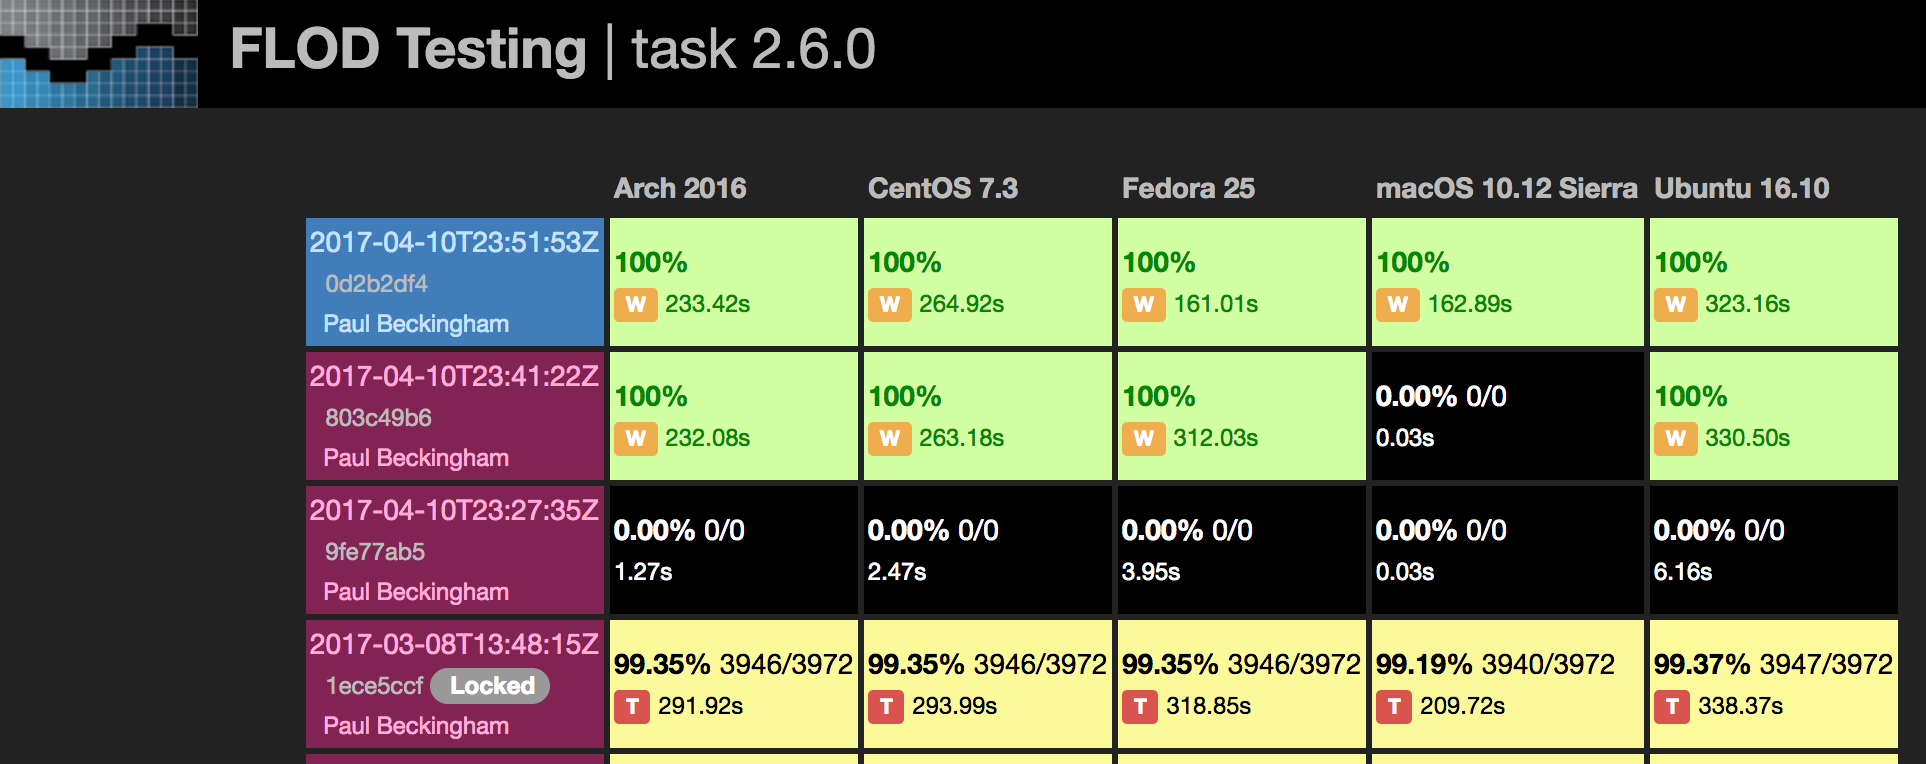 FLOD Testing | task 2.6.0
Arch 2016 CentOS 7.3 Fedora 25 macOS 10.12 Sierra Ubuntu 16.10
2017-04-10T23:51:53Z
0d2b2df4
Paul Beckingham
100% 100% 100% 100% 100%
W 233.42s W 264.92s W 161.01s W 162.89s W 323.16s
2017-04-10T23:41:22Z
803c49b6
Paul Beckingham
100% 100% 100% 0.00% 0/0 100%
W 232.08s W 263.18s W 312.03s 0.03s W 330.50s
2017-04-10T23:27:35Z
9fe77ab5
Paul Beckingham
0.00% 0/0 0.00% 0/0 0.00% 0/0 0.00% 0/0 0.00% 0/0
1.27s 2.47s 3.95s 0.03s 6.16s
2017-03-08T13:48:15Z
1ece5ccf Locked
Paul Beckingham
99.35% 3946/3972 99.35% 3946/3972 99.35% 3946/3972 99.19% 3940/3972 99.37% 3947/3972
T 291.92s T 293.99s T 318.85s T 209.72s T 338.37s